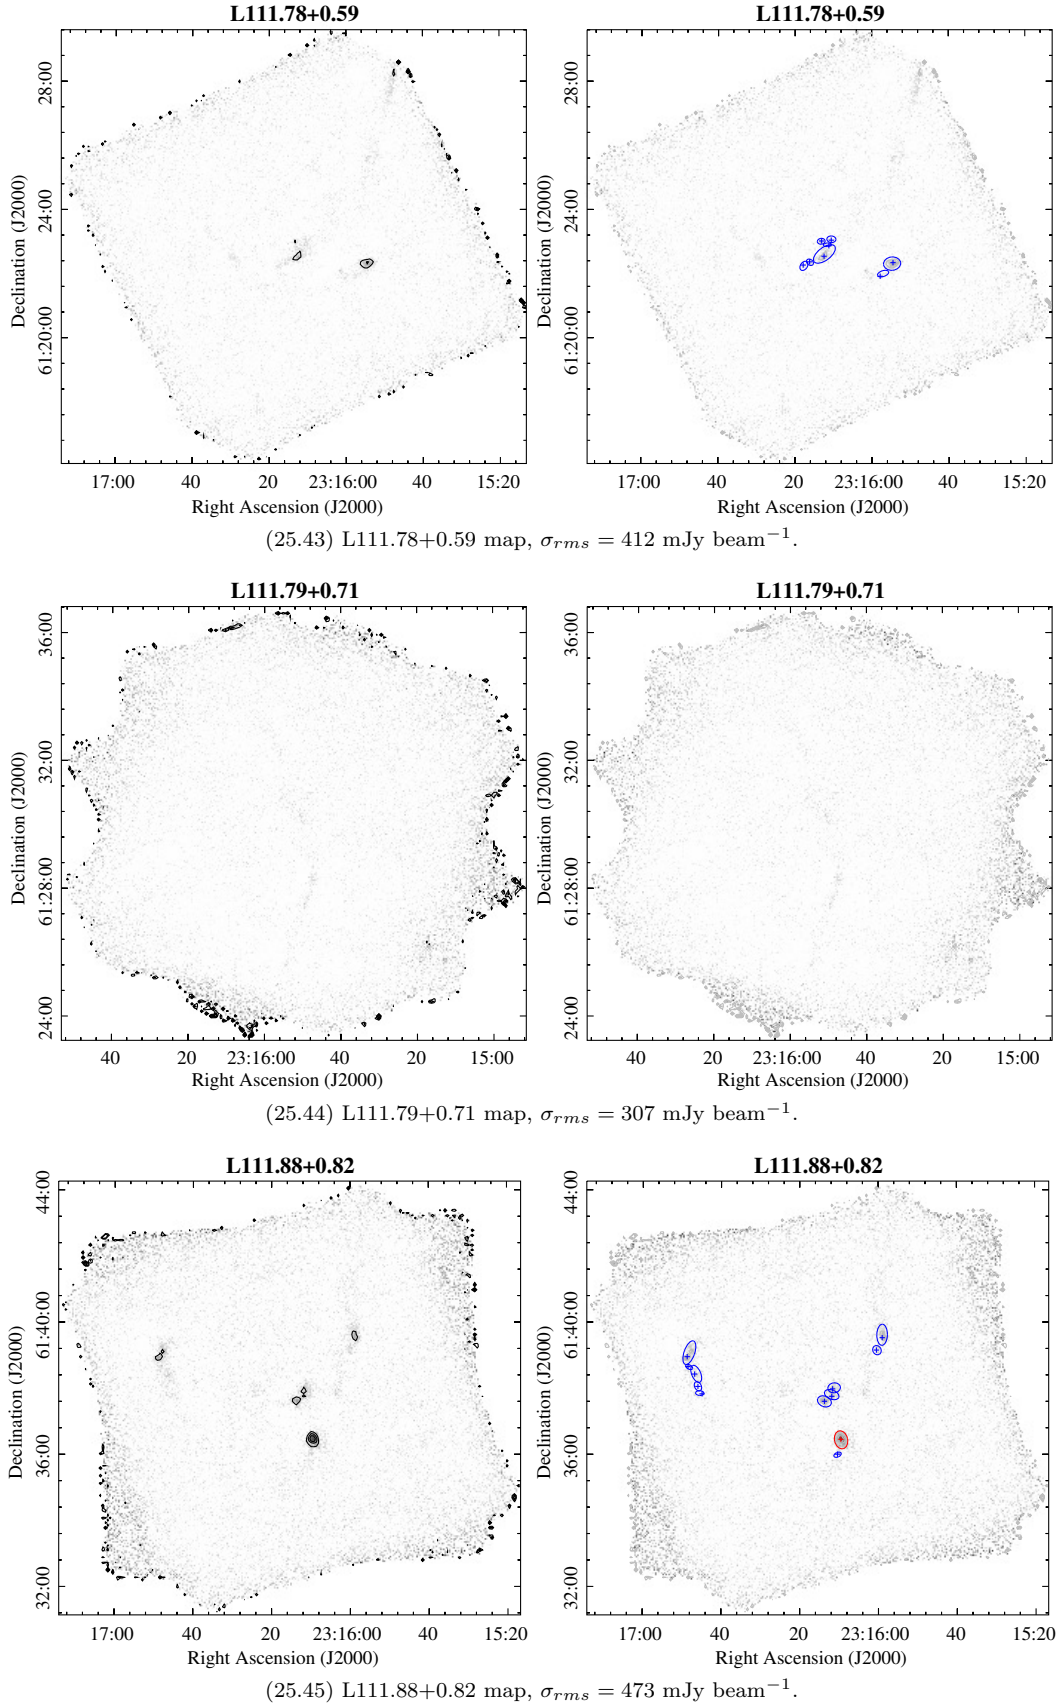 L111.78+0.59 L111.78+0.59
28:00 28:00
24:00 24:00
61:20:00 61:20:00
Declination (J2000) Declination (J2000)
17:00 40 20 23:16:00 40 15:20 17:00 40 20 23:16:00 40 15:20
Right Ascension (J2000) Right Ascension (J2000)
(25.43) L111.78+0.59 map, σrms = 412 mJy beam−1.
L111.79+0.71 L111.79+0.71
36:00 36:00
32:00 32:00
61:28:00 61:28:00
24:00 24:00
Declination (J2000) Declination (J2000)
40 20 23:16:00 40 20 15:00 40 20 23:16:00 40 20 15:00
Right Ascension (J2000) Right Ascension (J2000)
(25.44) L111.79+0.71 map, σrms = 307 mJy beam−1.
L111.88+0.82 L111.88+0.82
44:00 44:00
61:40:00 61:40:00
36:00 36:00
32:00 32:00
Declination (J2000) Declination (J2000)
17:00 40 20 23:16:00 40 15:20 17:00 40 20 23:16:00 40 15:20
Right Ascension (J2000) Right Ascension (J2000)
(25.45) L111.88+0.82 map, σrms = 473 mJy beam−1.